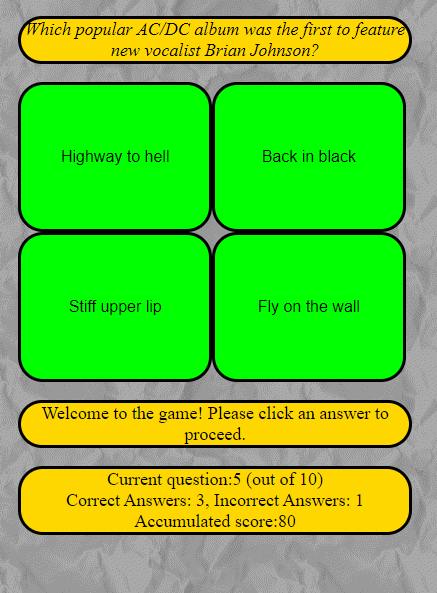 Which popular AC/DC album was the first to feature
new vocalist Brian Johnson?
Highway to hell
Back in black
Stiff upper lip
Fly on the wall
Welcome to the game! Please click an answer to
proceed.
Current question:5 (out of 10)
Correct Answers: 3, Incorrect Answers: 1
Accumulated score:80